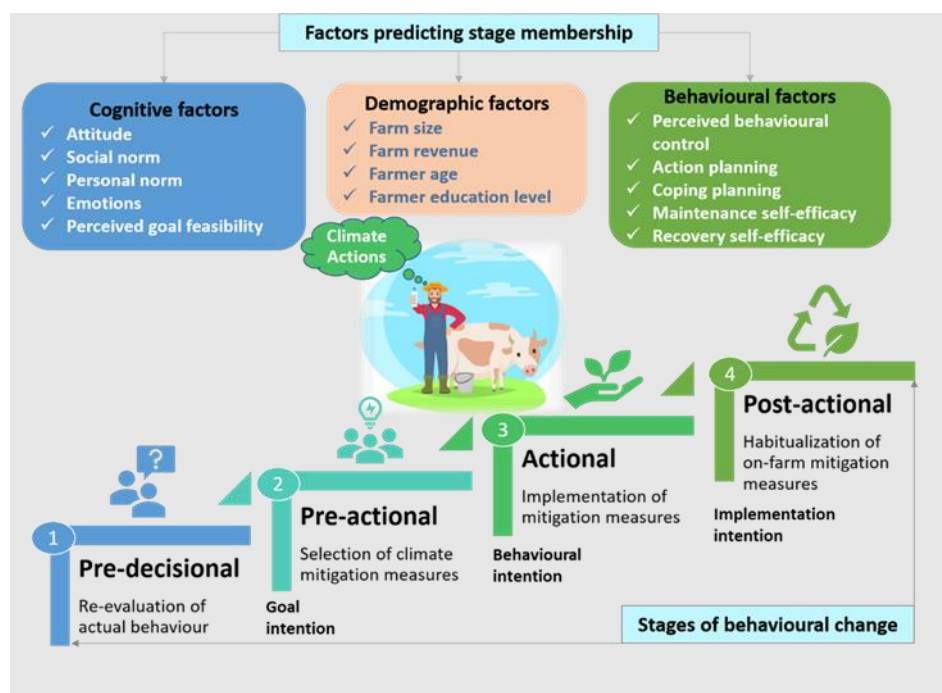 Factors predicting stage membership
Cognitive factors
✓ Attitude
✓ Social norm
✓ Personal norm
✓ Emotions
✓ Perceived goal feasibility
Demographic factors
✓ Farm size
✓ Farm revenue
✓ Farmer age
✓ Farmer education level
Behavioural factors
✓ Perceived behavioural
control
✓ Action planning
✓ Coping planning
✓ Maintenance self-efficacy
✓ Recovery self-efficacy
Climate
Actions
?
1
Pre-decisional
Re-evaluation of
actual behaviour
2
Pre-actional
Selection of climate
mitigation measures
Goal
intention
3
Actional
Implementation of
mitigation measures
Behavioural
intention
4
Post-actional
Habitualization of
on-farm mitigation
measures
Implementation
intention
Stages of behavioural change